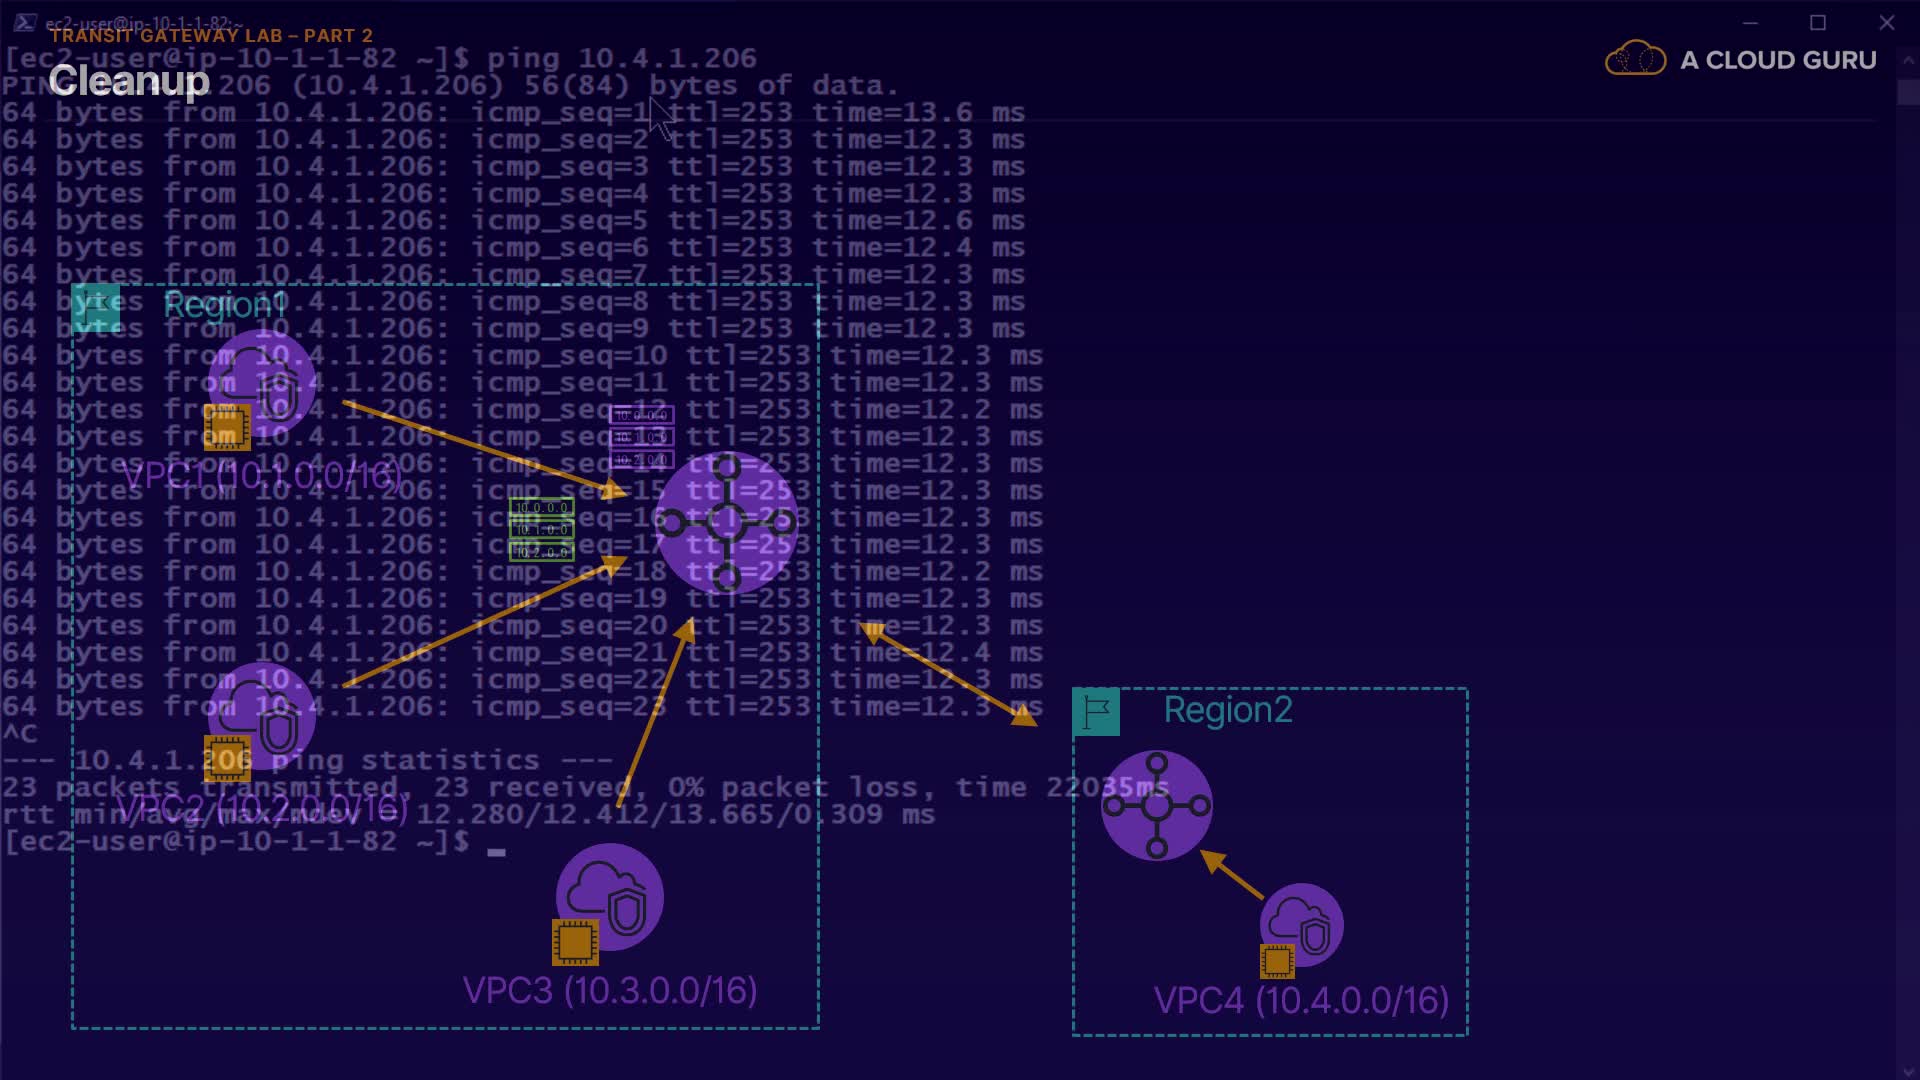 ec2-user@ip-10-1-1-82:~
TRANSIT GATEWAY LAB – PART 2
[ec2-user@ip-10-1-1-82 ~]$ ping 10.4.1.206
Cleanup
A CLOUD GURU
PING 206 (10.4.1.206) 56(84) bytes of data.
64 bytes from 10.4.1.206: icmp_seq=1 ttl=253 time=13.6 ms
64 bytes from 10.4.1.206: icmp_seq=2 ttl=253 time=12.3 ms
64 bytes from 10.4.1.206: icmp_seq=3 ttl=253 time=12.3 ms
64 bytes from 10.4.1.206: icmp_seq=4 ttl=253 time=12.3 ms
64 bytes from 10.4.1.206: icmp_seq=5 ttl=253 time=12.6 ms
64 bytes from 10.4.1.206: icmp_seq=6 ttl=253 time=12.4 ms
64 bytes from 10.4.1.206: icmp_seq=7 ttl=253 time=12.3 ms
64 bytes from 10.4.1.206: icmp_seq=8 ttl=253 time=12.3 ms
Region1
64 bytes from 10.4.1.206: icmp_seq=9 ttl=253 time=12.3 ms
64 bytes from 10.4.1.206: icmp_seq=10 ttl=253 time=12.3 ms
64 bytes from 10.4.1.206: icmp_seq=11 ttl=253 time=12.3 ms
64 bytes from 10.4.1.206: icmp_seq=12 ttl=253 time=12.2 ms
10.0.0.0
64 bytes from 10.4.1.206: icmp_seq=13 ttl=253 time=12.3 ms
10.1.0.0
64 bytes from 10.4.1.206: icmp_seq=14 ttl=253 time=12.3 ms
10.2.0.0
VPC1 (10.1.0.0/16)
64 bytes from 10.4.1.206: icmp_seq=15 ttl=253 time=12.3 ms
10.0.0.0
64 bytes from 10.4.1.206: icmp_seq=16 ttl=253 time=12.3 ms
10.1.0.0
64 bytes from 10.4.1.206: icmp_seq=17 ttl=253 time=12.3 ms
10.2.0.0
64 bytes from 10.4.1.206: icmp_seq=18 ttl=253 time=12.2 ms
64 bytes from 10.4.1.206: icmp_seq=19 ttl=253 time=12.3 ms
64 bytes from 10.4.1.206: icmp_seq=20 ttl=253 time=12.3 ms
64 bytes from 10.4.1.206: icmp_seq=21 ttl=253 time=12.4 ms
64 bytes from 10.4.1.206: icmp_seq=22 ttl=253 time=12.3 ms
64 bytes from 10.4.1.206: icmp_seq=23 ttl=253 time=12.3 ms
Region2
^C
--- 10.4.1.206 ping statistics ---
23 packets transmitted, 23 received, 0% packet loss, time 22035ms
VPC2 (10.2.0.0/16)
rtt min/avg/max/mdev = 12.280/12.412/13.665/0.309 ms
[ec2-user@ip-10-1-1-82 ~]$
VPC3 (10.3.0.0/16)
VPC4 (10.4.0.0/16)